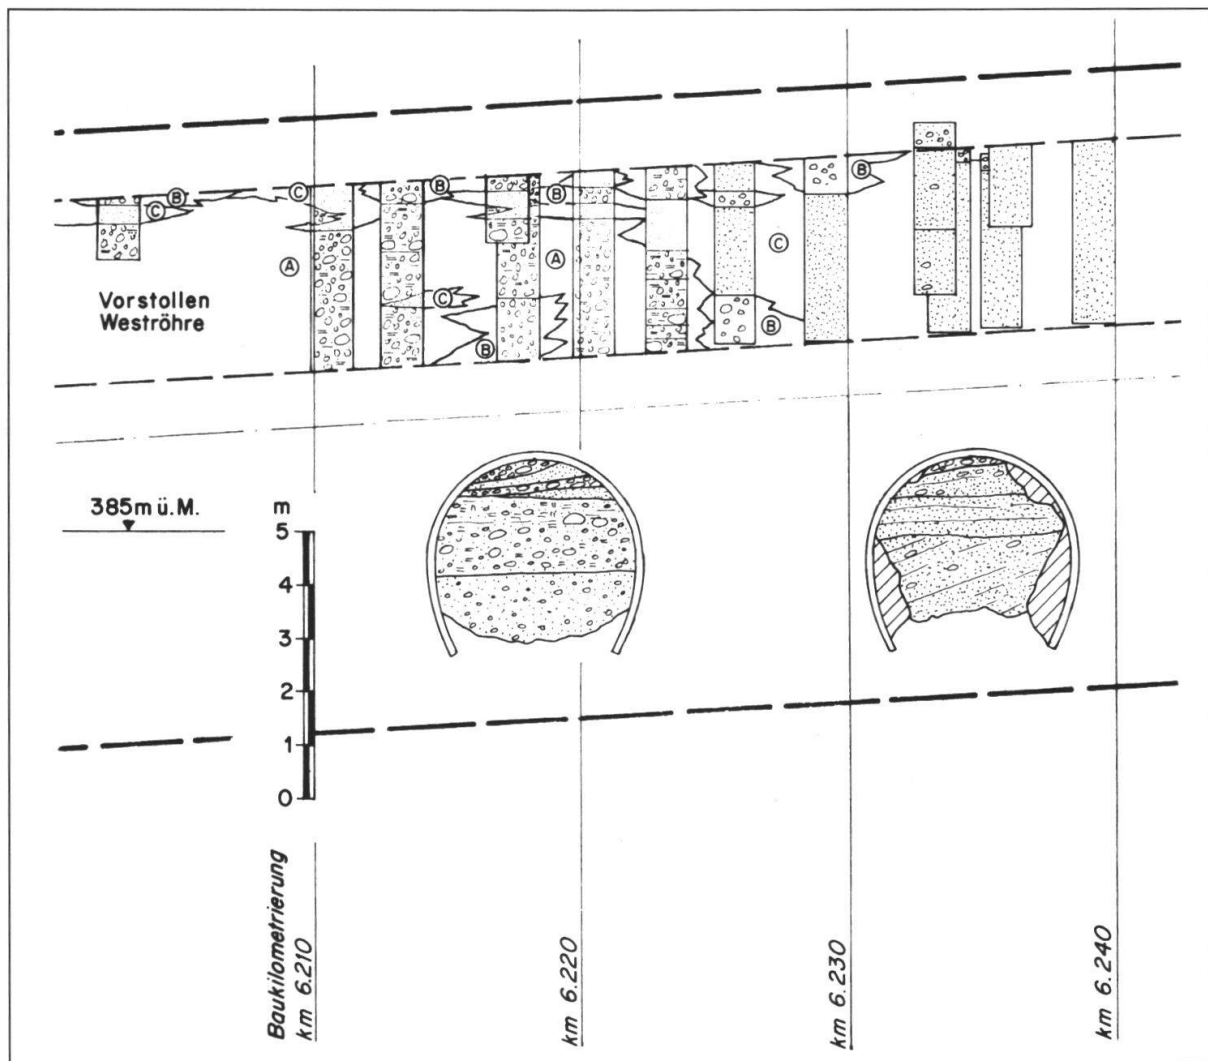 B
C
C
B
B
B
C
A
A
C
C
B
B
Vorstollen
Weströhre
385m ü.M.
m
5
4
3
2
1
0
Baukilometrierung
km 6.210
km 6.220
km 6.230
km 6.240